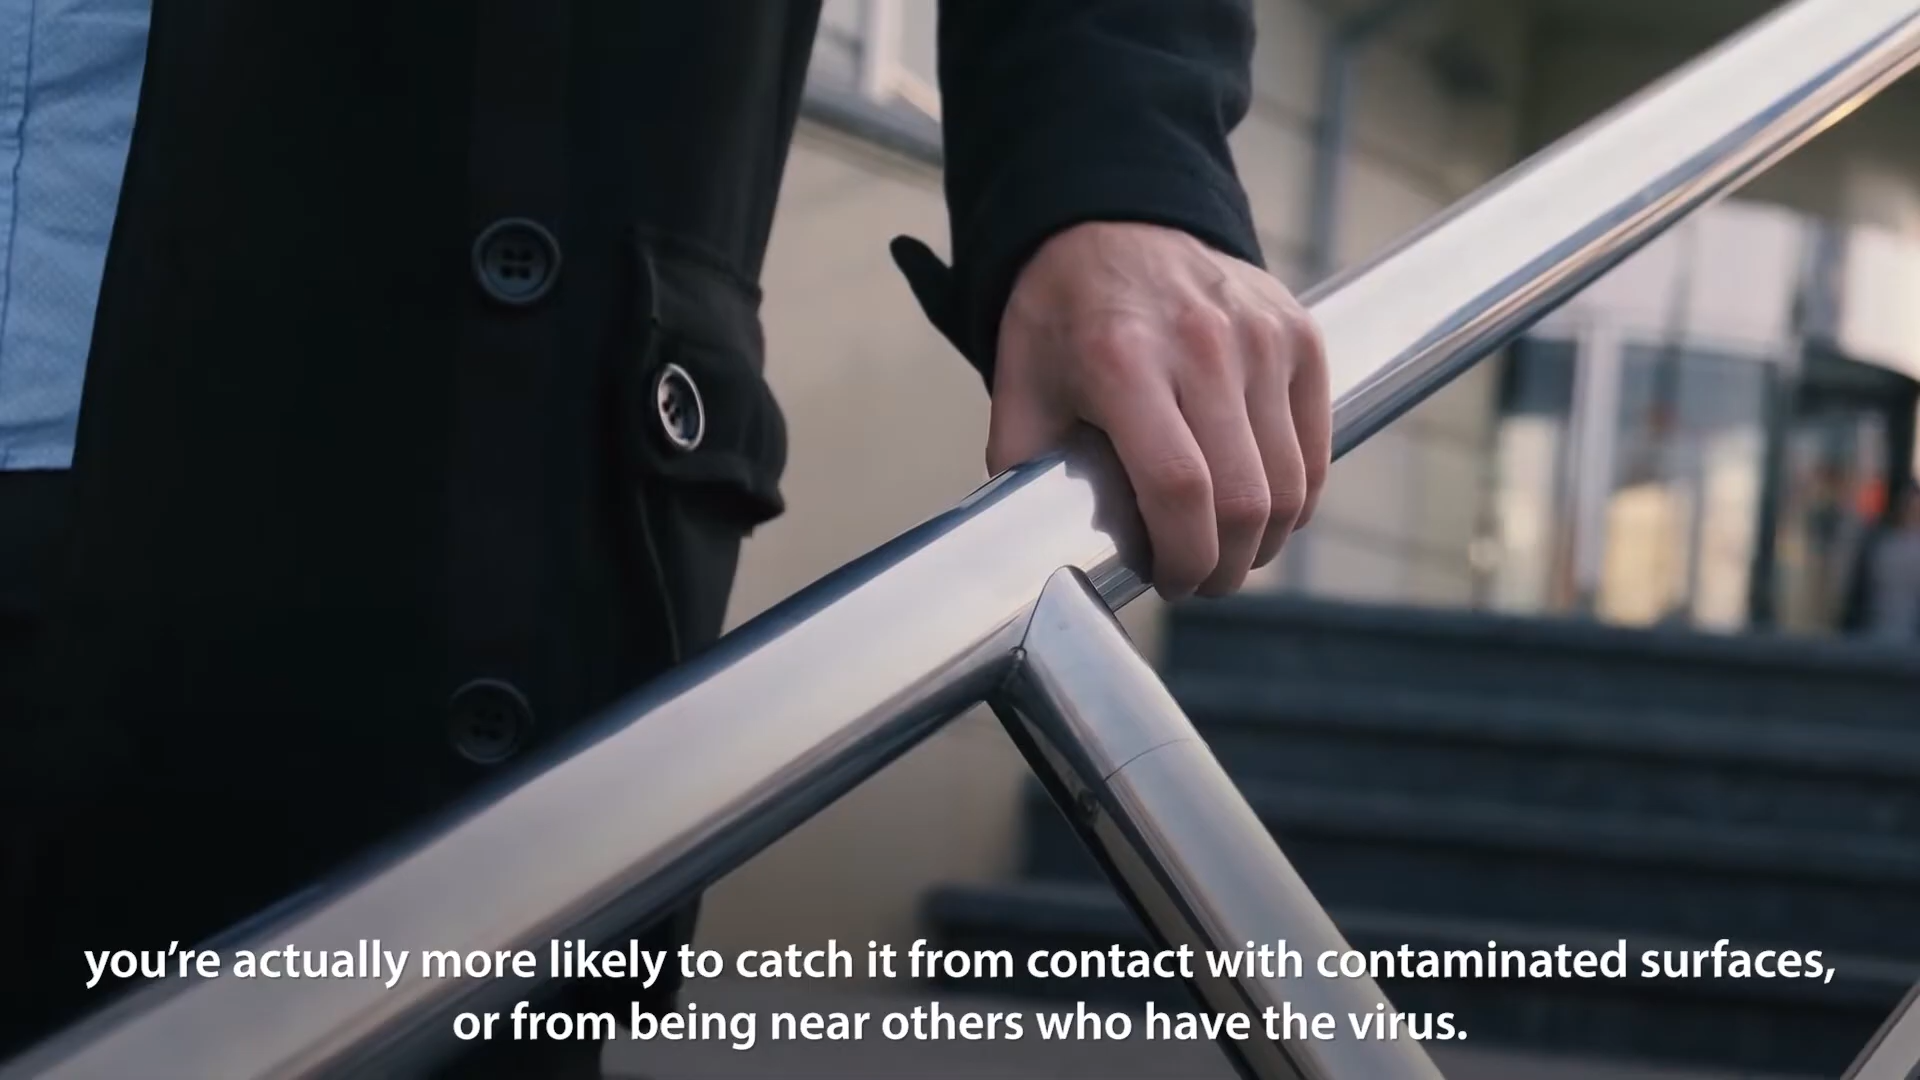 you’re actually more likely to catch it from contact with contaminated surfaces,
or from being near others who have the virus.